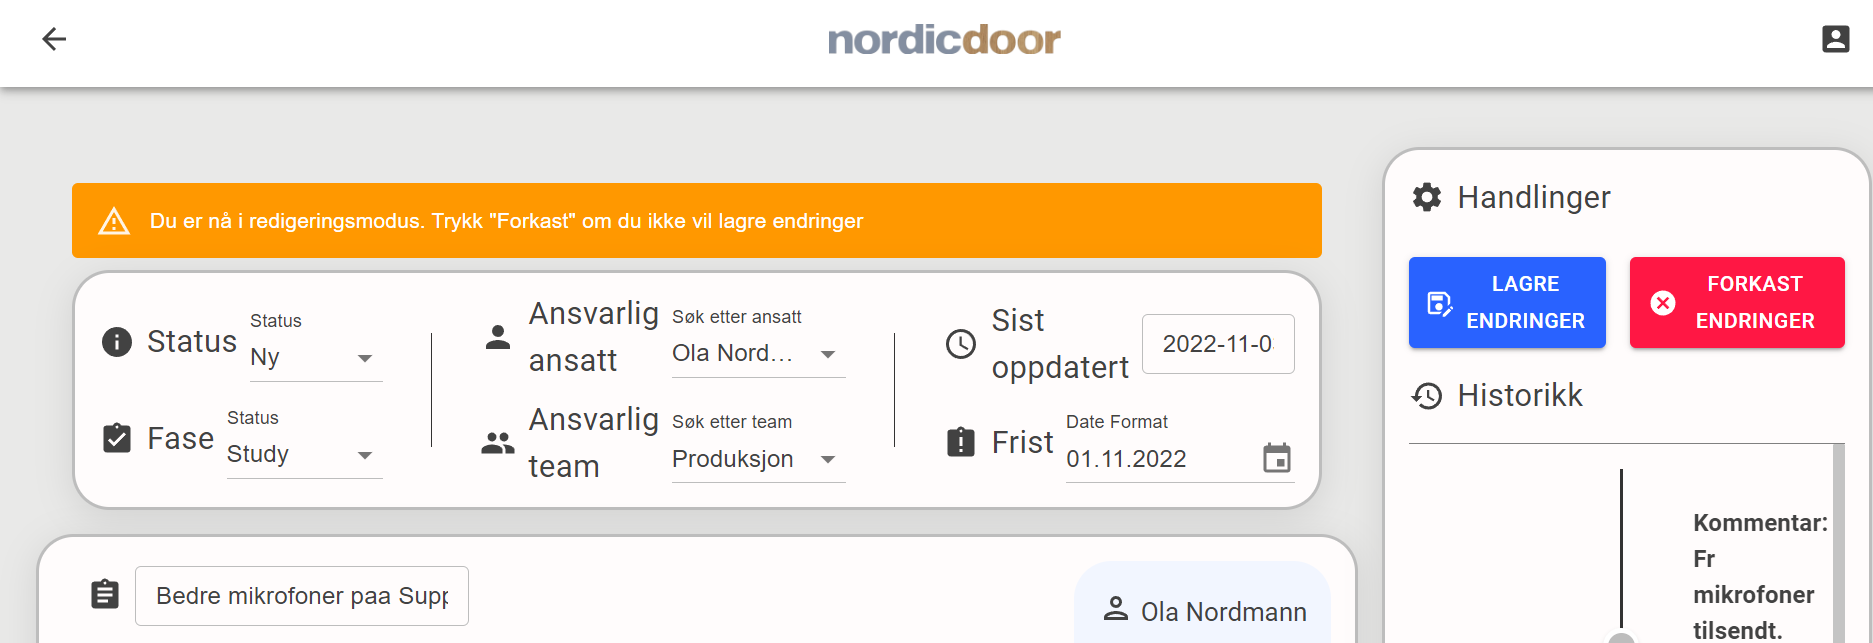 nordicdoor
Du er nå i redigeringsmodus. Trykk "Forkast" om du ikke vil lagre endringer
Status
Status
Ny
Fase
Status
Study
Ansvarlig
ansatt
Søk etter ansatt
Ola Nord...
Ansvarlig
team
Søk etter team
Produksjon
Sist
oppdatert
2022-11-0
Frist
Date Format
01.11.2022
Bedre mikrofoner paa Supp
Ola Nordmann
Handlinger
LAGRE
ENDRINGER
FORKAST
ENDRINGER
Historikk
Kommentar:
Fr
mikrofoner
tilsendt.